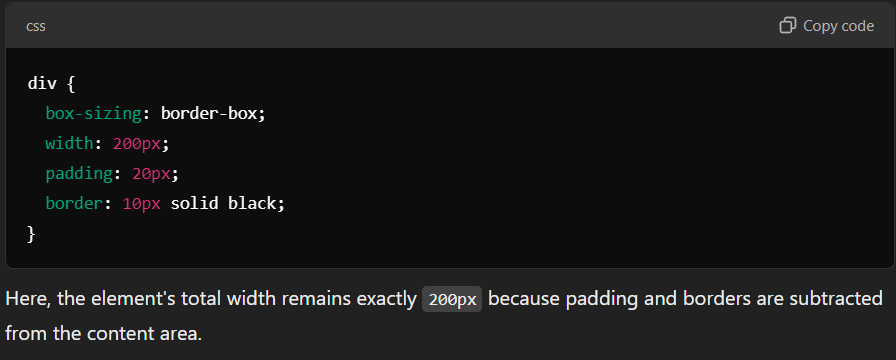 css
Copy code
div {
  box-sizing: border-box;
  width: 200px;
  padding: 20px;
  border: 10px solid black;
}
Here, the element's total width remains exactly 200px because padding and borders are subtracted
from the content area.